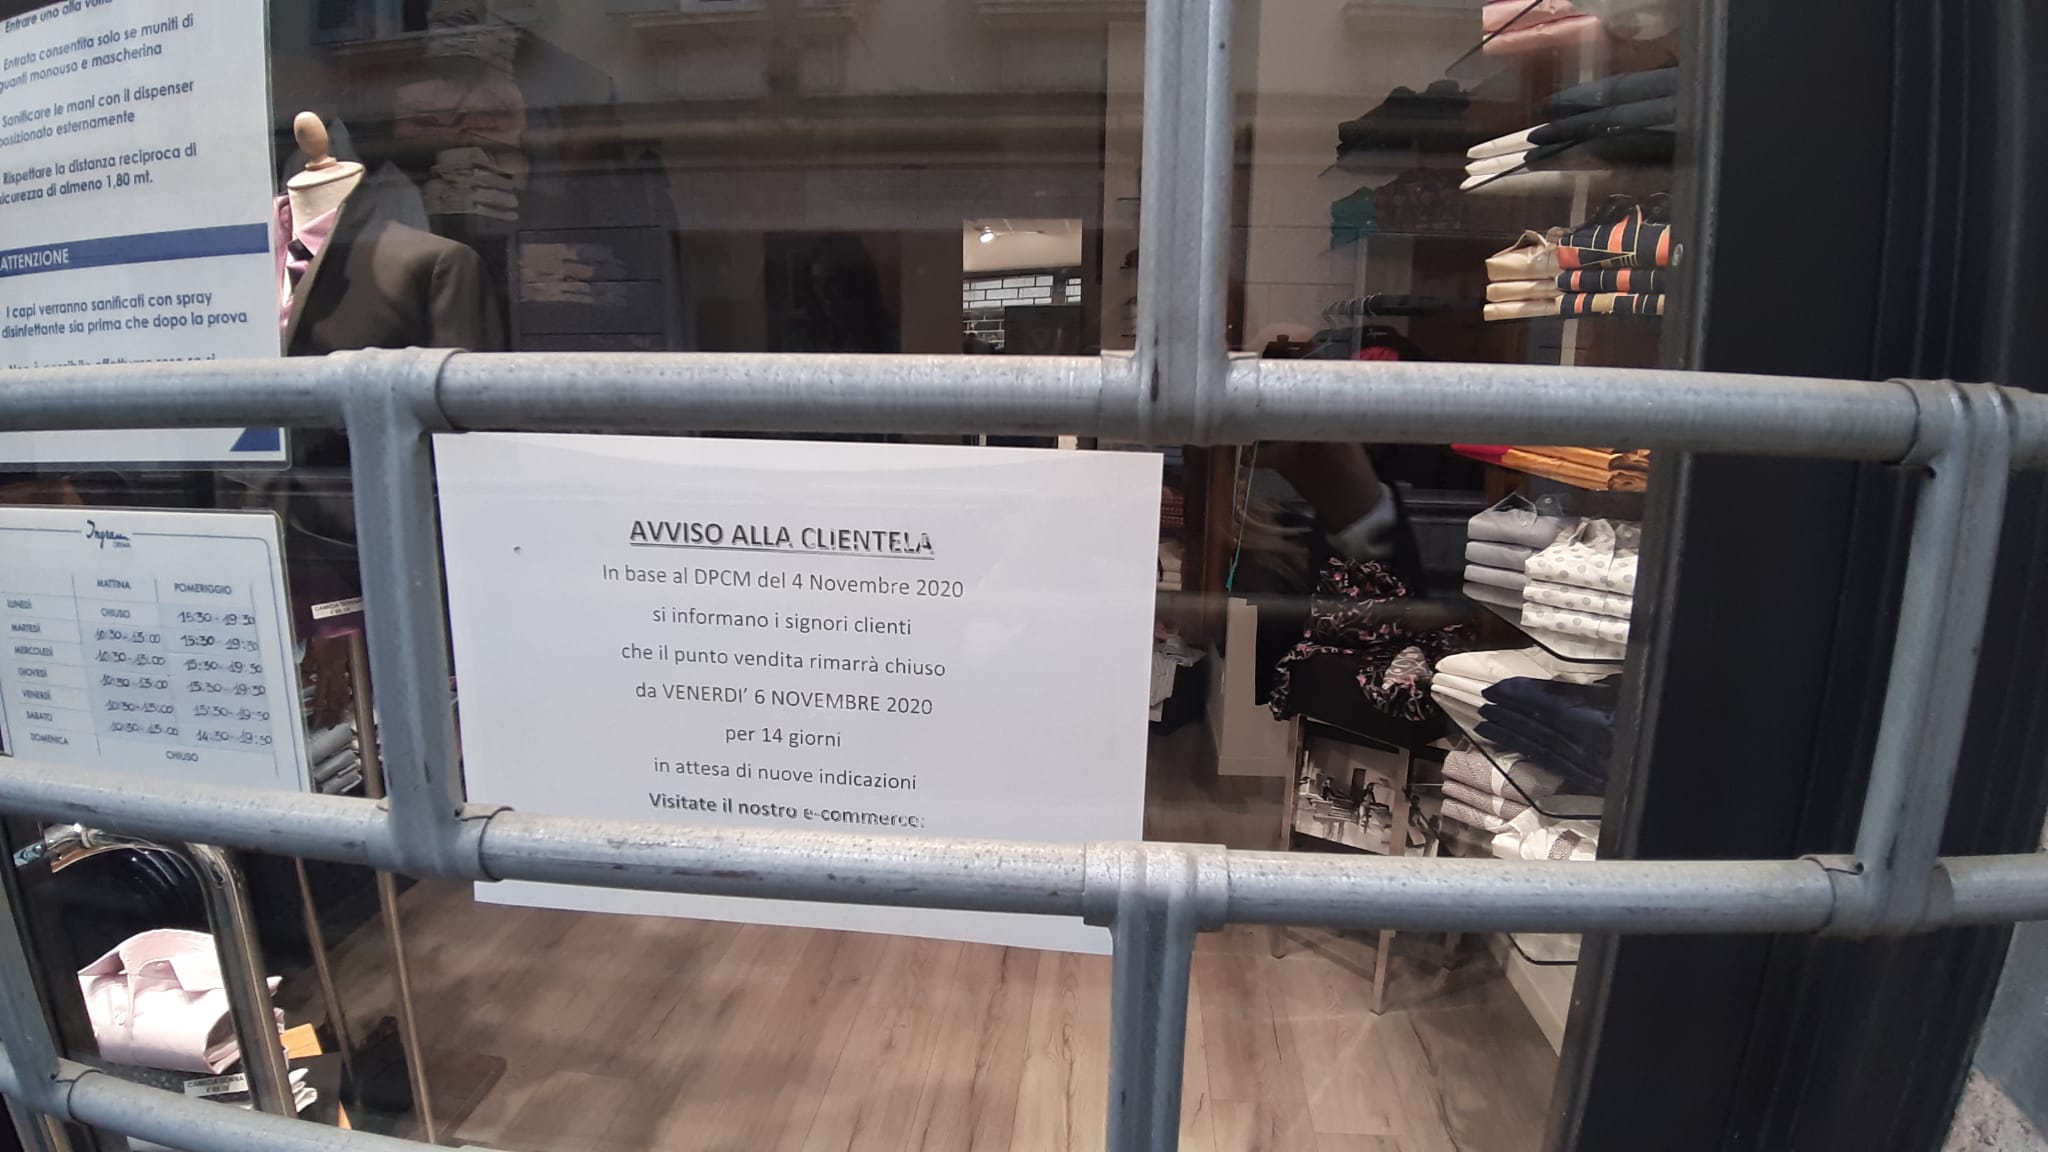 Entrare uno alla volta
Entrata consentita solo se muniti di
guanti monouso e mascherina
Sanificare le mani con il dispenser
posizionato esternamente
Rispettare la distanza reciproca di
sicurezza di almeno 1,80 mt.
ATTENZIONE
I capi verranno sanificati con spray
disinfettante sia prima che dopo la prova
Ingram
MATTINA POMERIGGIO
LUNEDÌ CHIUSO 15:30-19:30
MARTEDÌ 10:30-13:00 15:30-19:30
MERCOLEDÌ 10:30-13:00 15:30-19:30
GIOVEDÌ 10:30-13:00 15:30-19:30
VENERDÌ 10:30-13:00 15:30-19:30
SABATO 10:30-13:00 14:30-19:30
DOMENICA CHIUSO
AVVISO ALLA CLIENTELA
In base al DPCM del 4 Novembre 2020
si informano i signori clienti
che il punto vendita rimarrà chiuso
da VENERDI' 6 NOVEMBRE 2020
per 14 giorni
in attesa di nuove indicazioni
Visitate il nostro e-commerce:
CAMICIA DONNA